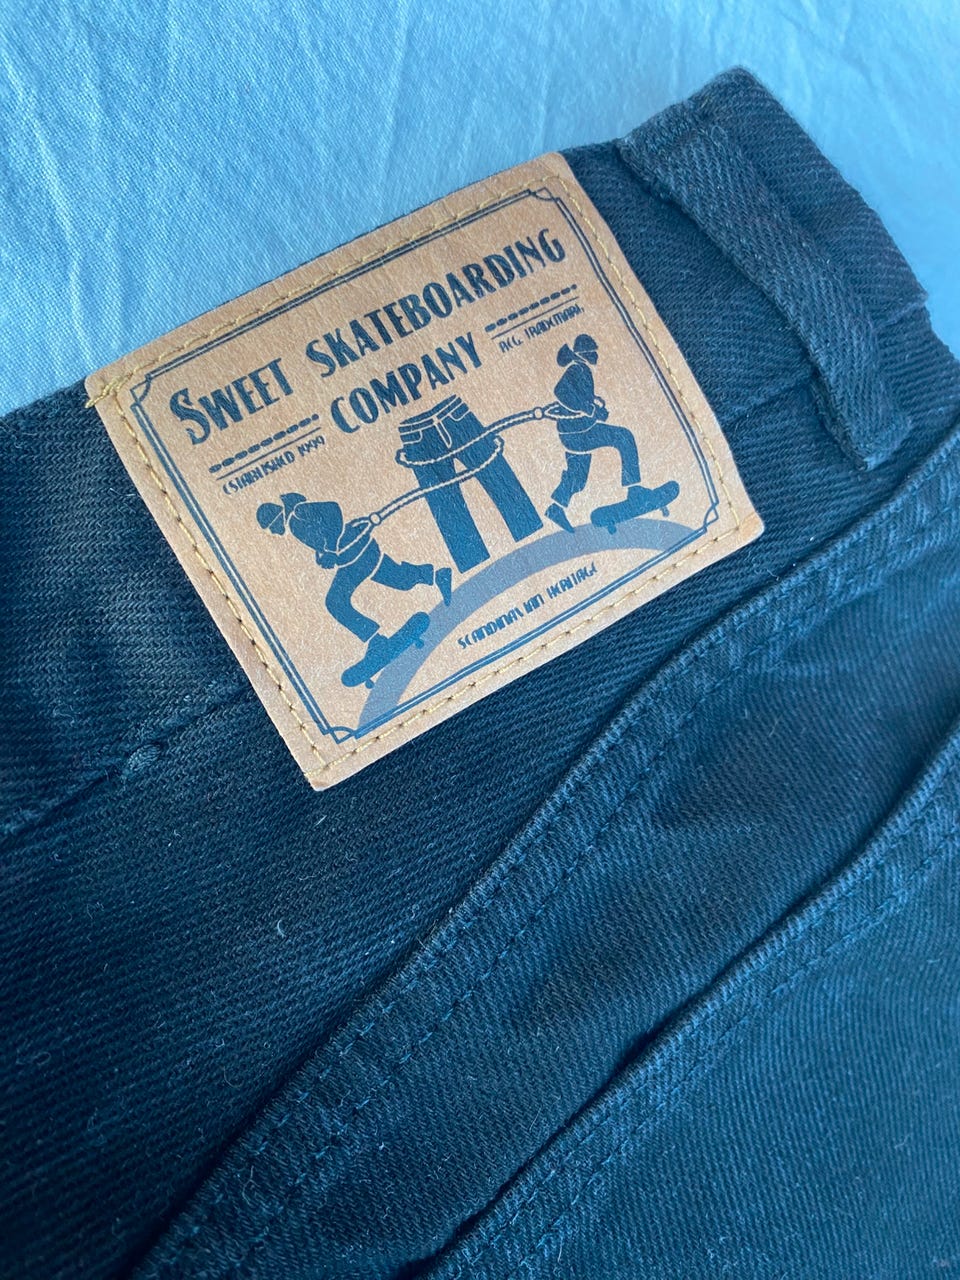 SWEET SKATEBOARDING
COMPANY
ESTABLISHED 1999
REG. TRADEMARK
SCANDINAVIAN HERITAGE